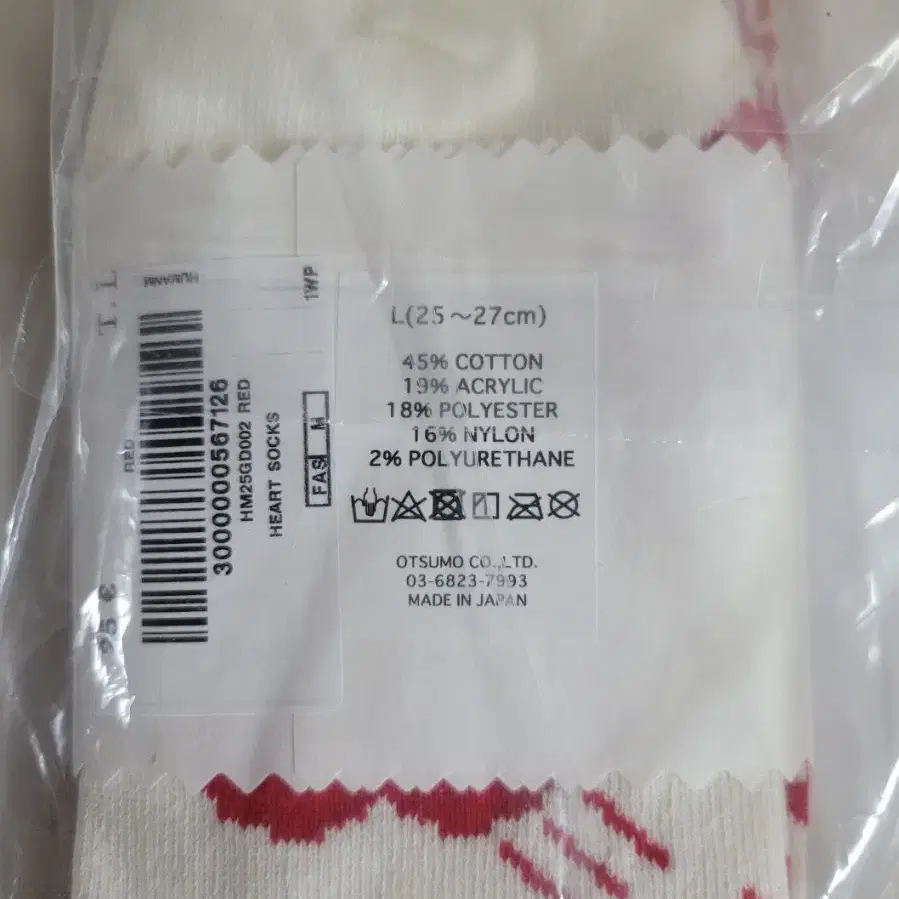 L(25～27cm)
45% COTTON
19% ACRYLIC
18% POLYESTER
16% NYLON
2% POLYURETHANE
OTSUMO CO.,LTD.
03-6823-7993
MADE IN JAPAN
1WP
RED
3000000567126
HM25GD002 RED
HEART SOCKS
FAS M